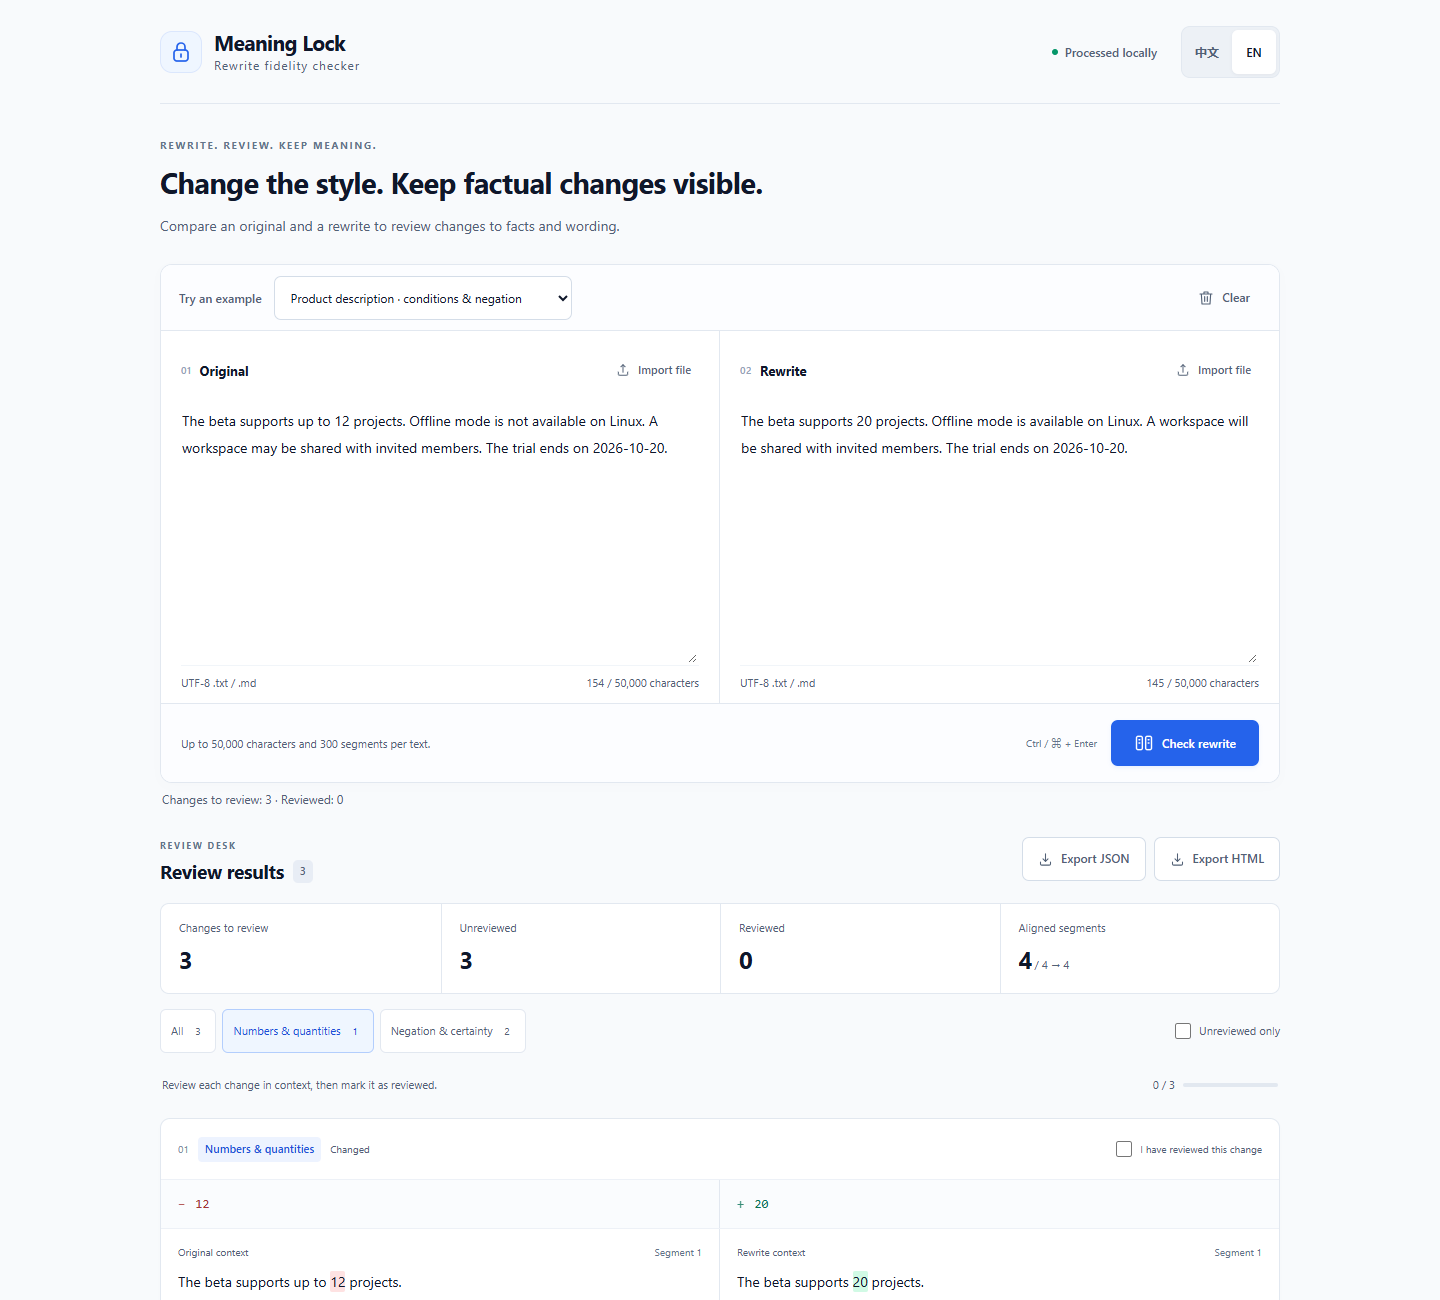 Meaning Lock
Rewrite fidelity checker
Processed locally
中文
EN
REWRITE. REVIEW. KEEP MEANING.
Change the style. Keep factual changes visible.
Compare an original and a rewrite to review changes to facts and wording.
Try an example
Product description · conditions & negation
Clear
01 Original
Import file
The beta supports up to 12 projects. Offline mode is not available on Linux. A
workspace may be shared with invited members. The trial ends on 2026-10-20.
UTF-8 .txt / .md
154 / 50,000 characters
02 Rewrite
Import file
The beta supports 20 projects. Offline mode is available on Linux. A workspace will
be shared with invited members. The trial ends on 2026-10-20.
UTF-8 .txt / .md
145 / 50,000 characters
Up to 50,000 characters and 300 segments per text.
Ctrl / ⌘ + Enter
Check rewrite
Changes to review: 3 · Reviewed: 0
REVIEW DESK
Review results 3
Export JSON
Export HTML
Changes to review
3
Unreviewed
3
Reviewed
0
Aligned segments
4 / 4 → 4
All 3
Numbers & quantities 1
Negation & certainty 2
Unreviewed only
Review each change in context, then mark it as reviewed.
0 / 3
01 Numbers & quantities Changed
I have reviewed this change
− 12
+ 20
Original context
Segment 1
The beta supports up to 12 projects.
Rewrite context
Segment 1
The beta supports 20 projects.